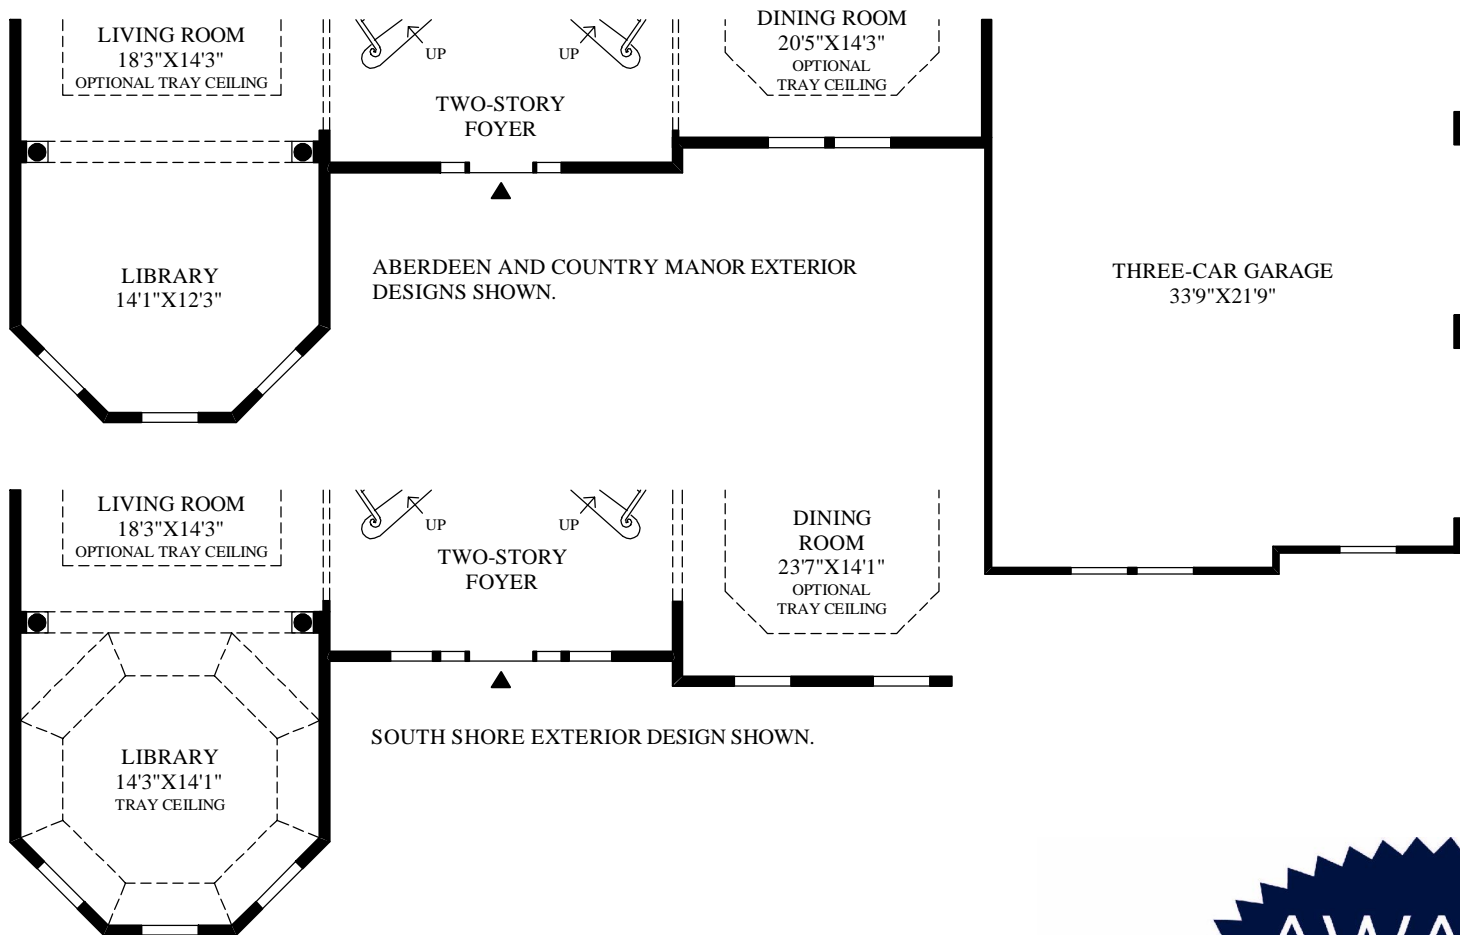 LIVING ROOM
18'3"X14'3"
OPTIONAL TRAY CEILING
UP
UP
TWO-STORY
FOYER
DINING ROOM
20'5"X14'3"
OPTIONAL
TRAY CEILING
LIBRARY
14'1"X12'3"
ABERDEEN AND COUNTRY MANOR EXTERIOR
DESIGNS SHOWN.
THREE-CAR GARAGE
33'9"X21'9"
LIVING ROOM
18'3"X14'3"
OPTIONAL TRAY CEILING
UP
UP
TWO-STORY
FOYER
DINING
ROOM
23'7"X14'1"
OPTIONAL
TRAY CEILING
LIBRARY
14'3"X14'1"
TRAY CEILING
SOUTH SHORE EXTERIOR DESIGN SHOWN.